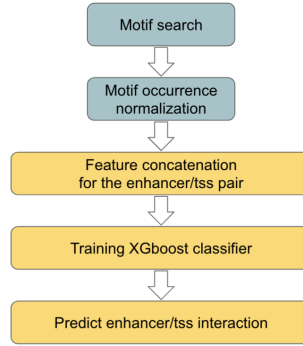 Motif search
Motif occurrence
normalization
Feature concatenation
for the enhancer/tss pair
Training XGboost classifier
Predict enhancer/tss interaction